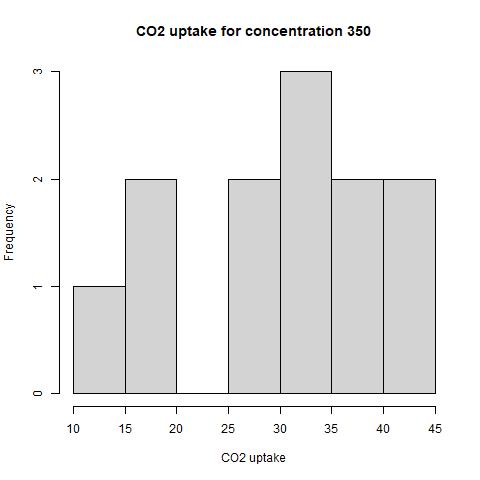 CO2 uptake for concentration 350
3
2
1
0
Frequency
10 15 20 25 30 35 40 45
CO2 uptake